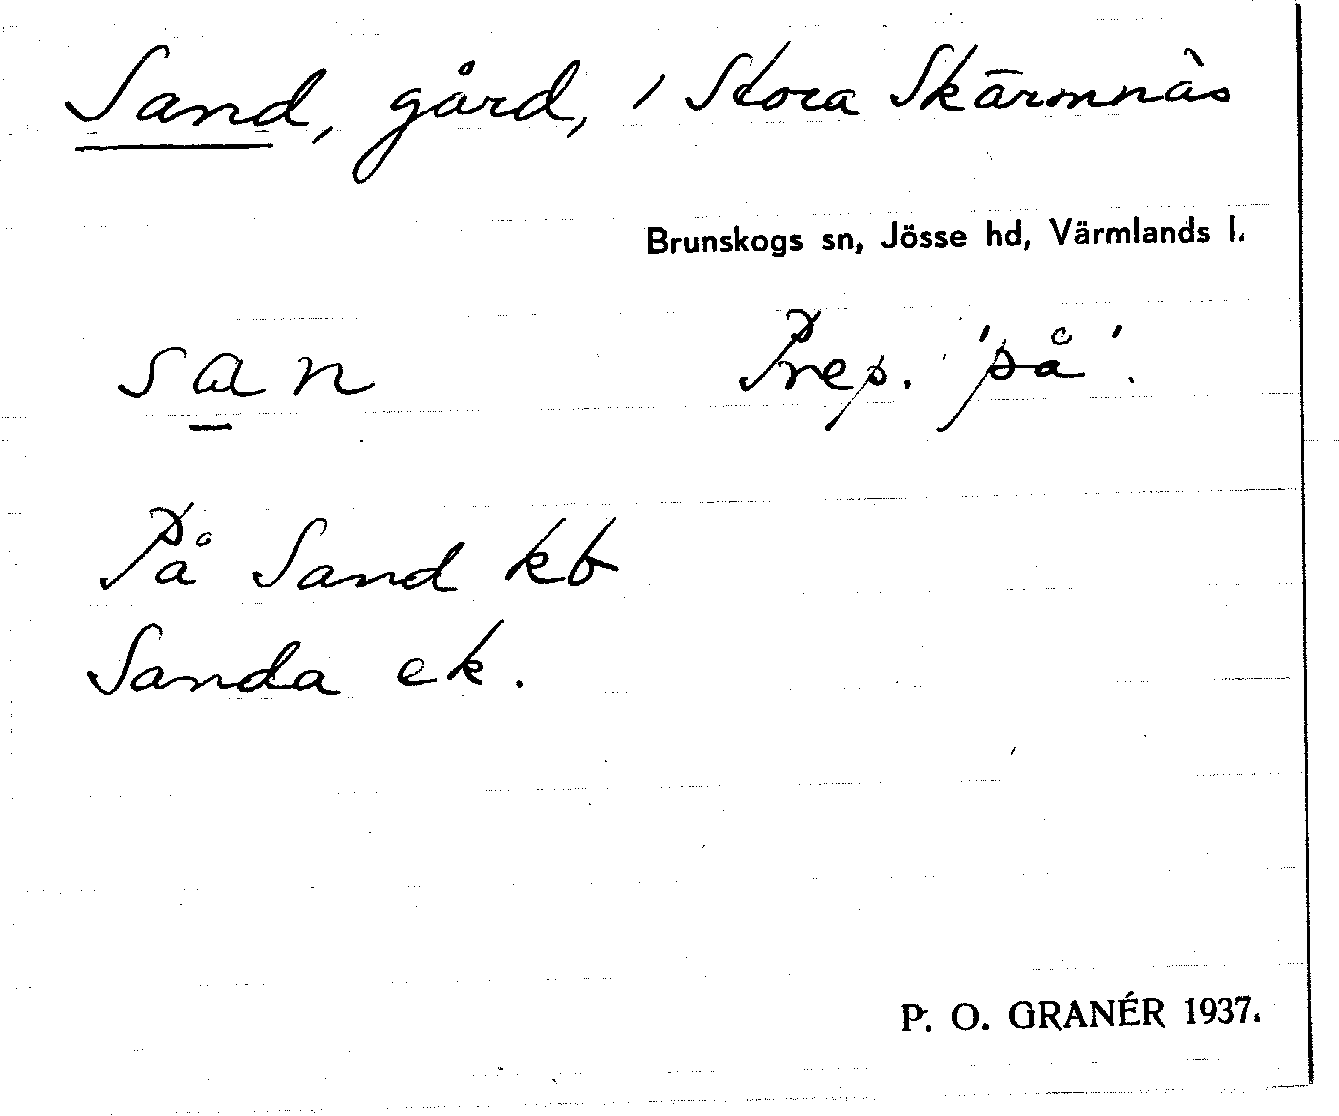 Sand, gård, i Stora Skärmnäs
Brunskogs sn, Jösse hd, Värmlands l.
san Prep. 'på'.
På Sand kb
Sanda ek.
P. O. GRANÉR 1937.